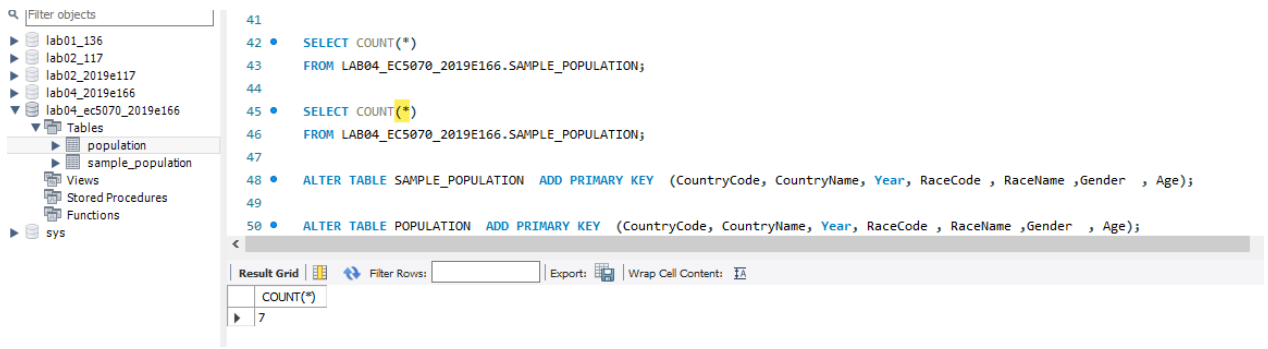 Filter objects
lab01_136
lab02_117
lab02_2019e117
lab04_2019e166
lab04_ec5070_2019e166
Tables
population
sample_population
Views
Stored Procedures
Functions
sys
41
42 SELECT COUNT(*)
43 FROM LAB04_EC5070_2019E166.SAMPLE_POPULATION;
44
45 SELECT COUNT(*)
46 FROM LAB04_EC5070_2019E166.SAMPLE_POPULATION;
47
48 ALTER TABLE SAMPLE_POPULATION ADD PRIMARY KEY (CountryCode, CountryName, Year, RaceCode , RaceName ,Gender , Age);
49
50 ALTER TABLE POPULATION ADD PRIMARY KEY (CountryCode, CountryName, Year, RaceCode , RaceName ,Gender , Age);
Result Grid Filter Rows: Export: Wrap Cell Content:
COUNT(*)
7